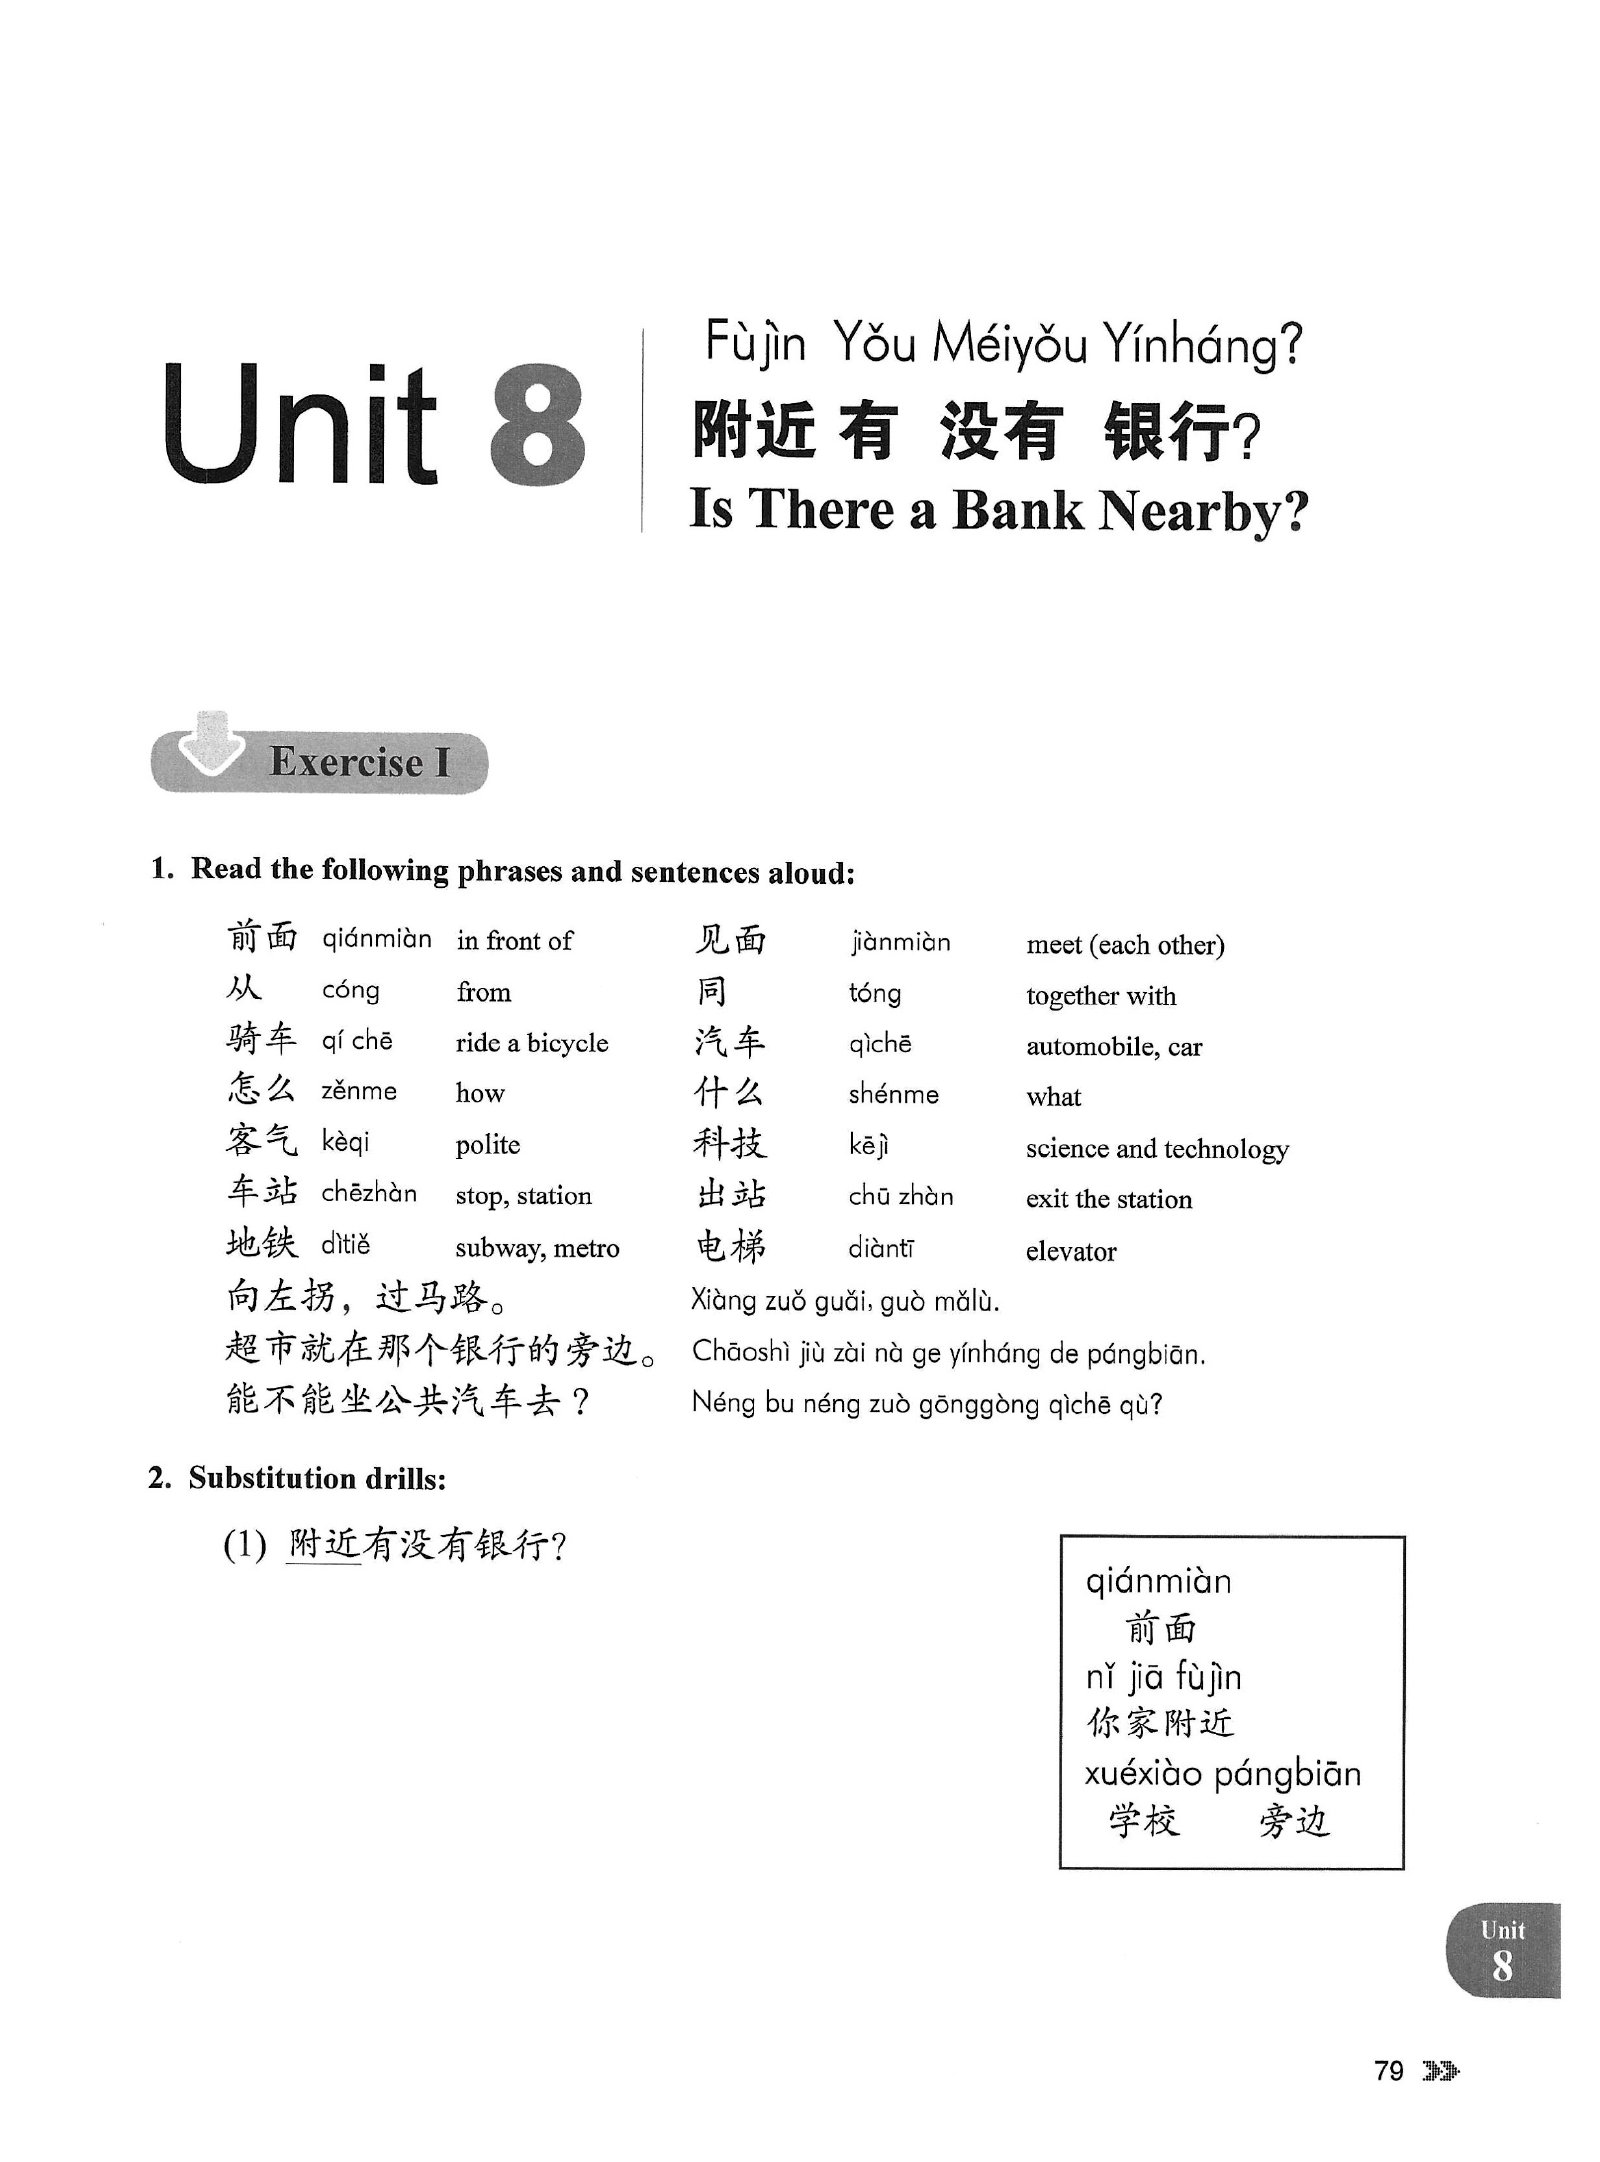 Unit 8
Fùjìn Yǒu Méiyǒu Yínháng?
附近 有 没有 银行?
Is There a Bank Nearby?
Exercise I
1. Read the following phrases and sentences aloud:
前面 qiánmiàn in front of 见面 jiànmiàn meet (each other)
从 cóng from 同 tóng together with
骑车 qí chē ride a bicycle 汽车 qìchē automobile, car
怎么 zěnme how 什么 shénme what
客气 kèqi polite 科技 kējì science and technology
车站 chēzhàn stop, station 出站 chū zhàn exit the station
地铁 dìtiě subway, metro 电梯 diàntī elevator
向左拐，过马路。 Xiàng zuǒ guǎi, guò mǎlù.
超市就在那个银行的旁边。 Chāoshì jiù zài nà ge yínháng de pángbiān.
能不能坐公共汽车去？ Néng bu néng zuò gōnggòng qìchē qù?
2. Substitution drills:
(1) 附近有没有银行?
qiánmiàn
前面
nǐ jiā fùjìn
你家附近
xuéxiào pángbiān
学校 旁边
Unit
8
79